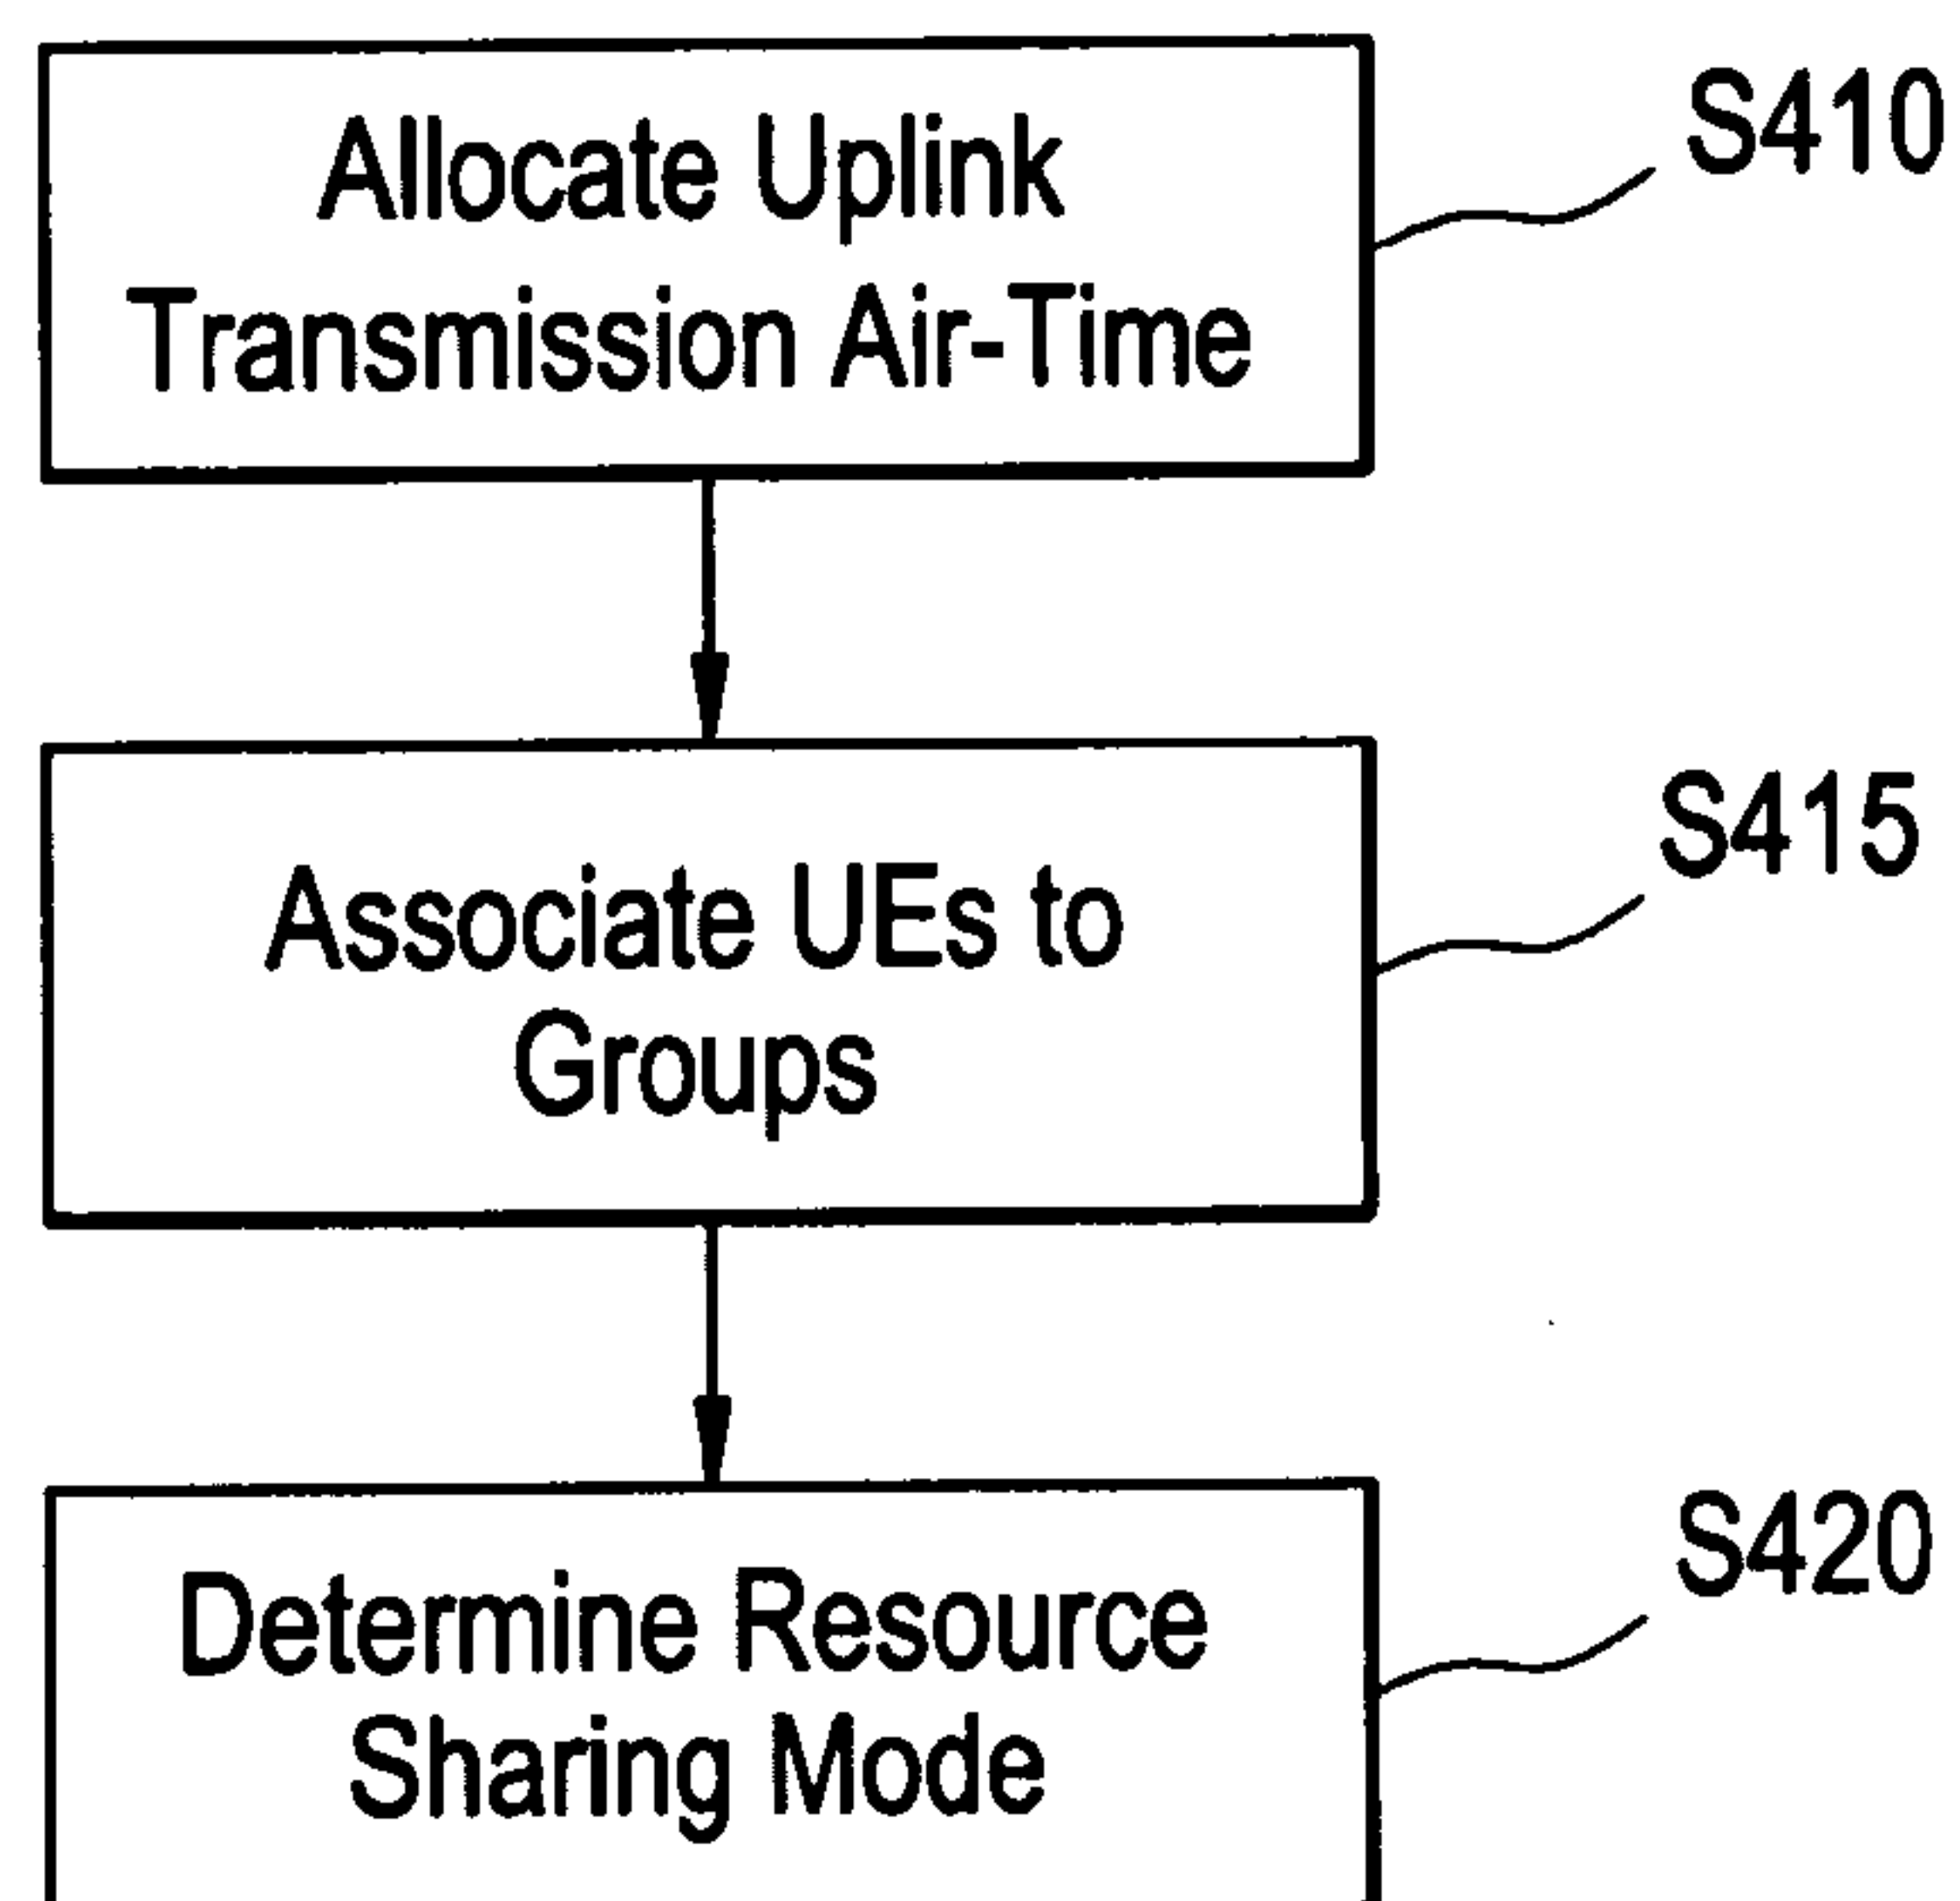 Allocate Uplink
Transmission Air-Time
S410
Associate UEs to
Groups
S415
Determine Resource
Sharing Mode
S420